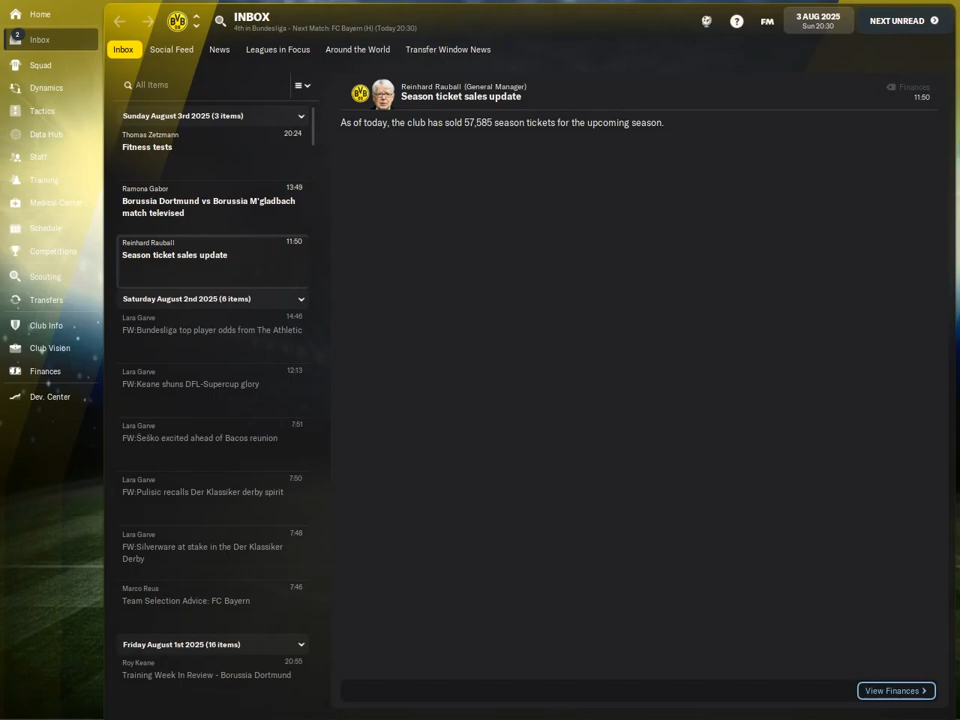 Home
2
Inbox
Squad
Dynamics
Tactics
Data Hub
Staff
Training
Medical Center
Schedule
Competitions
Scouting
Transfers
Club Info
Club Vision
Finances
Dev. Center
BVB
09
INBOX
4th in Bundesliga - Next Match: FC Bayern (H) (Today 20:30)
?
FM
3 AUG 2025
Sun 20:30
NEXT UNREAD
Inbox
Social Feed
News
Leagues in Focus
Around the World
Transfer Window News
All Items
Sunday August 3rd 2025 (3 items)
Thomas Zetzmann 20:24
Fitness tests
Ramona Gabor 13:49
Borussia Dortmund vs Borussia M'gladbach
match televised
Reinhard Rauball 11:50
Season ticket sales update
Saturday August 2nd 2025 (6 items)
Lara Garve 14:46
FW:Bundesliga top player odds from The Athletic
Lara Garve 12:13
FW:Keane shuns DFL-Supercup glory
Lara Garve 7:51
FW:Šeško excited ahead of Bacos reunion
Lara Garve 7:50
FW:Pulisic recalls Der Klassiker derby spirit
Lara Garve 7:48
FW:Silverware at stake in the Der Klassiker
Derby
Marco Reus 7:46
Team Selection Advice: FC Bayern
Friday August 1st 2025 (16 items)
Roy Keane 20:55
Training Week In Review - Borussia Dortmund
BVB
09
Reinhard Rauball (General Manager)
Season ticket sales update
Finances
11:50
As of today, the club has sold 57,585 season tickets for the upcoming season.
View Finances